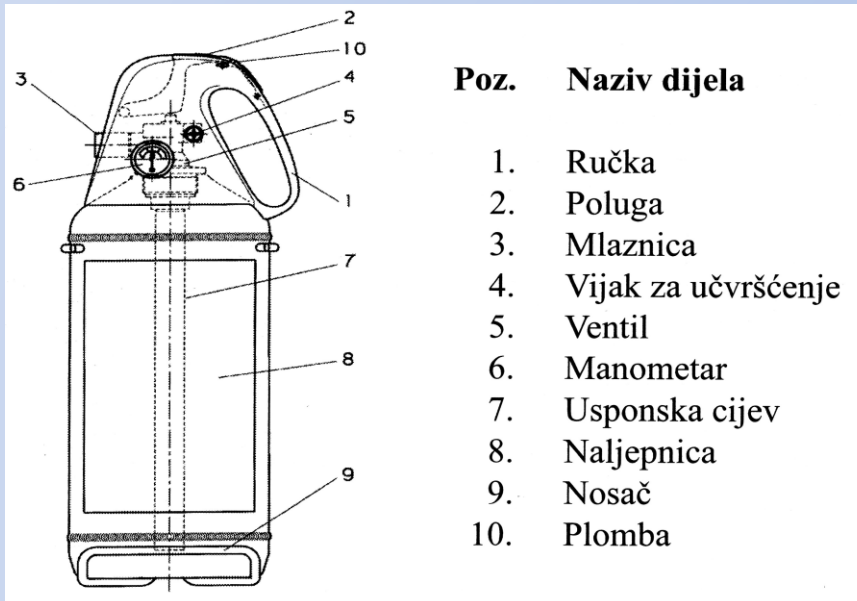 2
10
3
4
5
6
1
7
8
9
Poz. Naziv dijela
1. Ručka
2. Poluga
3. Mlaznica
4. Vijak za učvršćenje
5. Ventil
6. Manometar
7. Usponska cijev
8. Naljepnica
9. Nosač
10. Plomba